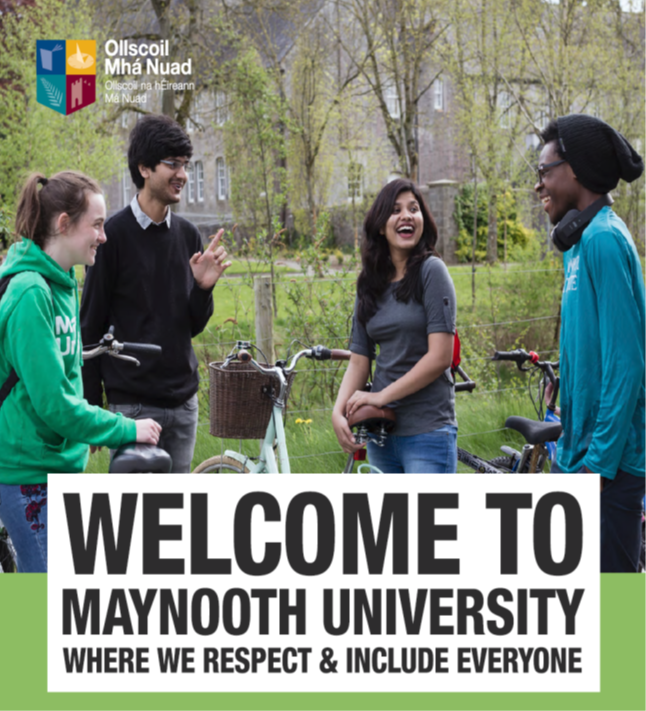 Ollscoil
Mhá Nuad
Ollscoil na hÉireann
Má Nuad
WELCOME TO
MAYNOOTH UNIVERSITY
WHERE WE RESPECT & INCLUDE EVERYONE